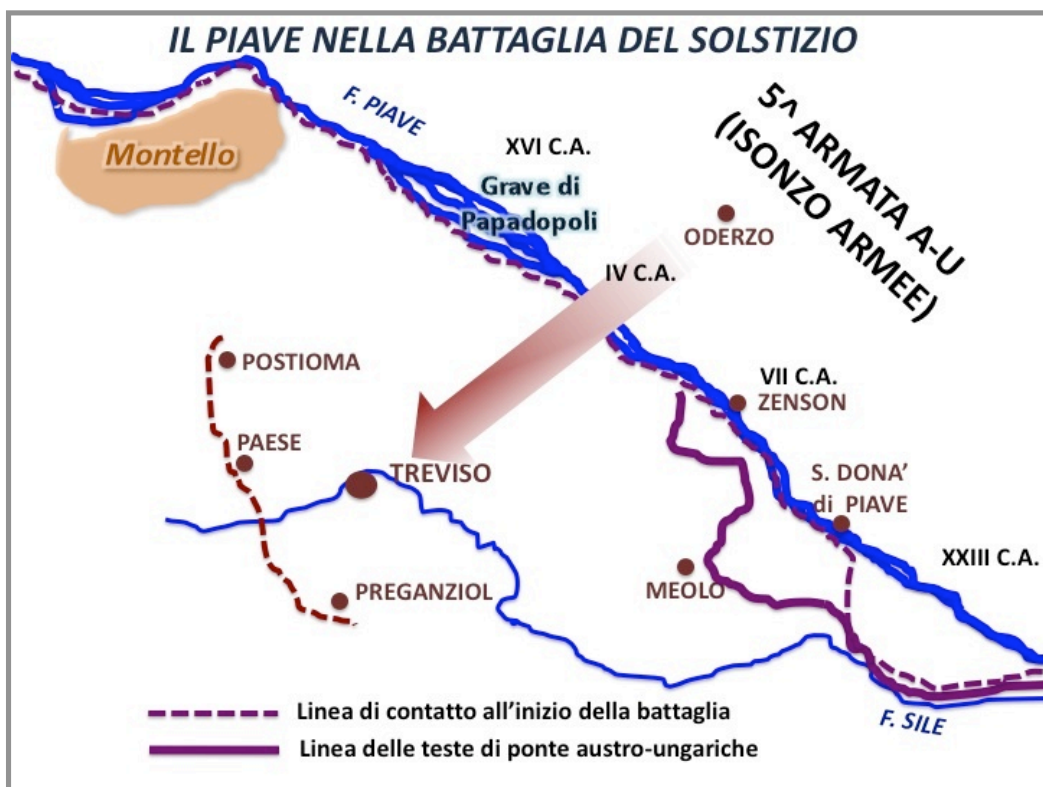 IL PIAVE NELLA BATTAGLIA DEL SOLSTIZIO
F. PIAVE
5^ ARMATA A-U
(ISONZO ARMEE)
Montello
XVI C.A.
Grave di
Papadopoli
ODERZO
IV C.A.
POSTIOMA
VII C.A.
ZENSON
PAESE
TREVISO
S. DONA'
di PIAVE
XXIII C.A.
PREGANZIOL
MEOLO
F. SILE
Linea di contatto all'inizio della battaglia
Linea delle teste di ponte austro-ungariche